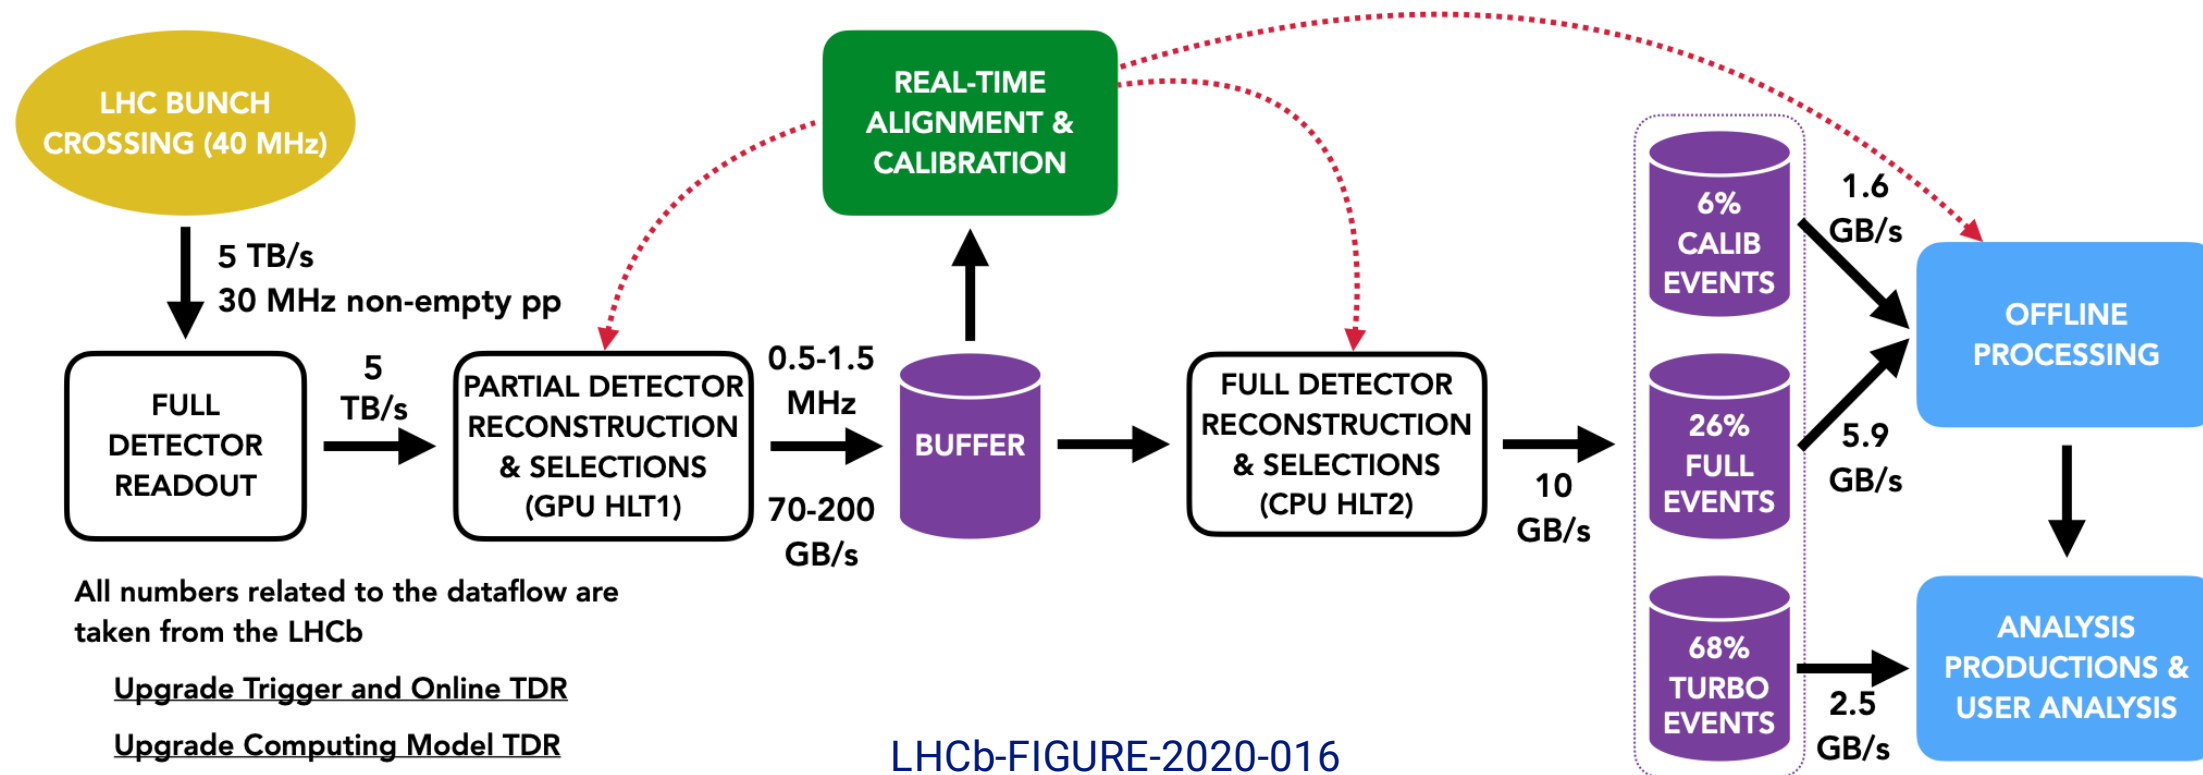 LHC BUNCH
CROSSING (40 MHz)
5 TB/s
30 MHz non-empty pp
FULL
DETECTOR
READOUT
5
TB/s
PARTIAL DETECTOR
RECONSTRUCTION
& SELECTIONS
(GPU HLT1)
0.5-1.5
MHz
70-200
GB/s
BUFFER
REAL-TIME
ALIGNMENT &
CALIBRATION
FULL DETECTOR
RECONSTRUCTION
& SELECTIONS
(CPU HLT2)
10
GB/s
6%
CALIB
EVENTS
1.6
GB/s
26%
FULL
EVENTS
5.9
GB/s
68%
TURBO
EVENTS
2.5
GB/s
OFFLINE
PROCESSING
ANALYSIS
PRODUCTIONS &
USER ANALYSIS
All numbers related to the dataflow are
taken from the LHCb
Upgrade Trigger and Online TDR
Upgrade Computing Model TDR
LHCb-FIGURE-2020-016